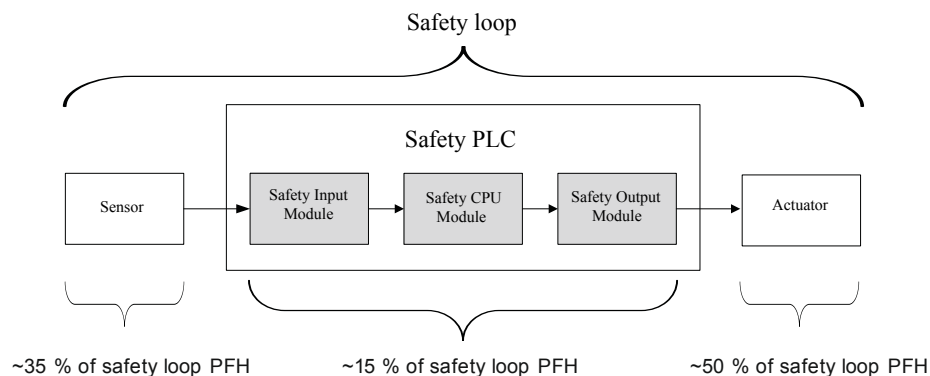 Safety loop
Safety PLC
Sensor
Safety Input
Module
Safety CPU
Module
Safety Output
Module
Actuator
~35 % of safety loop PFH
~15 % of safety loop PFH
~50 % of safety loop PFH